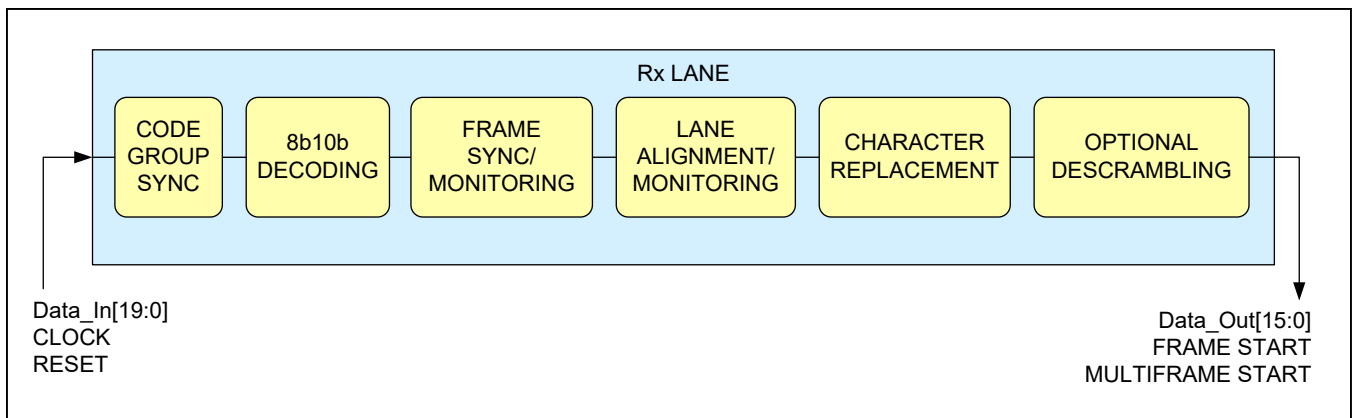 Rx LANE
CODE
GROUP
SYNC
8b10b
DECODING
FRAME
SYNC/
MONITORING
LANE
ALIGNMENT/
MONITORING
CHARACTER
REPLACEMENT
OPTIONAL
DESCRAMBLING
Data_In[19:0]
CLOCK
RESET
Data_Out[15:0]
FRAME START
MULTIFRAME START